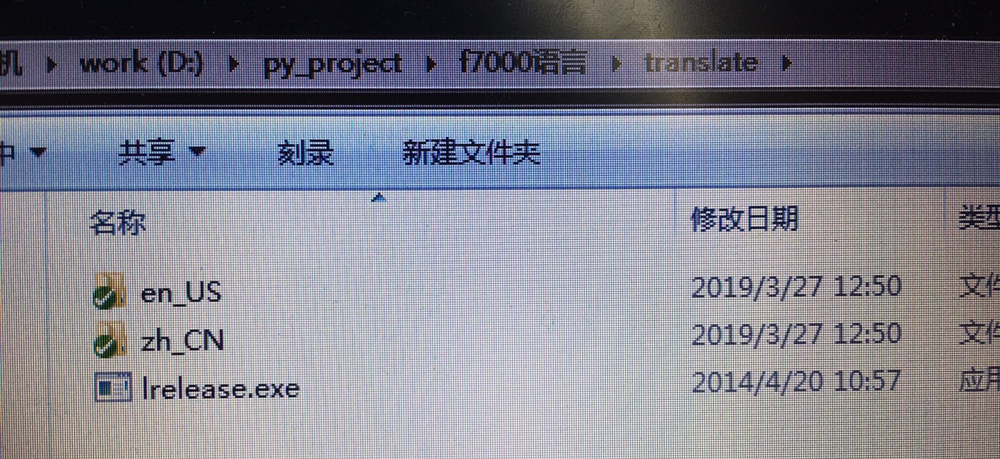 机 ▸ work (D:) ▸ py_project ▸ f7000语言 ▸ translate ▸
中 共享 刻录 新建文件夹
名称 修改日期 类型
en_US 2019/3/27 12:50 文件
zh_CN 2019/3/27 12:50 文件
lrelease.exe 2014/4/20 10:57 应用